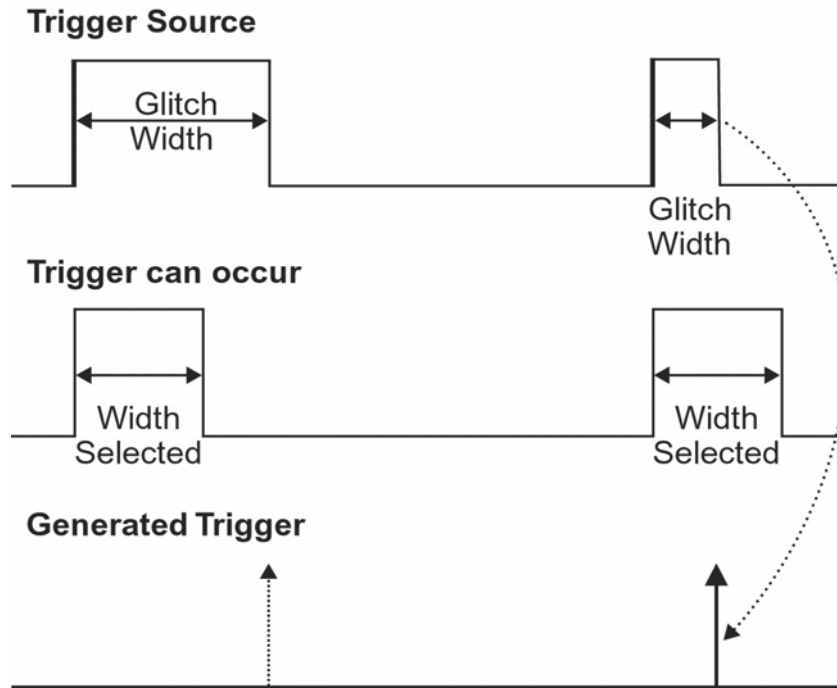 Trigger Source
Glitch
Width
Glitch
Width
Trigger can occur
Width
Selected
Width
Selected
Generated Trigger